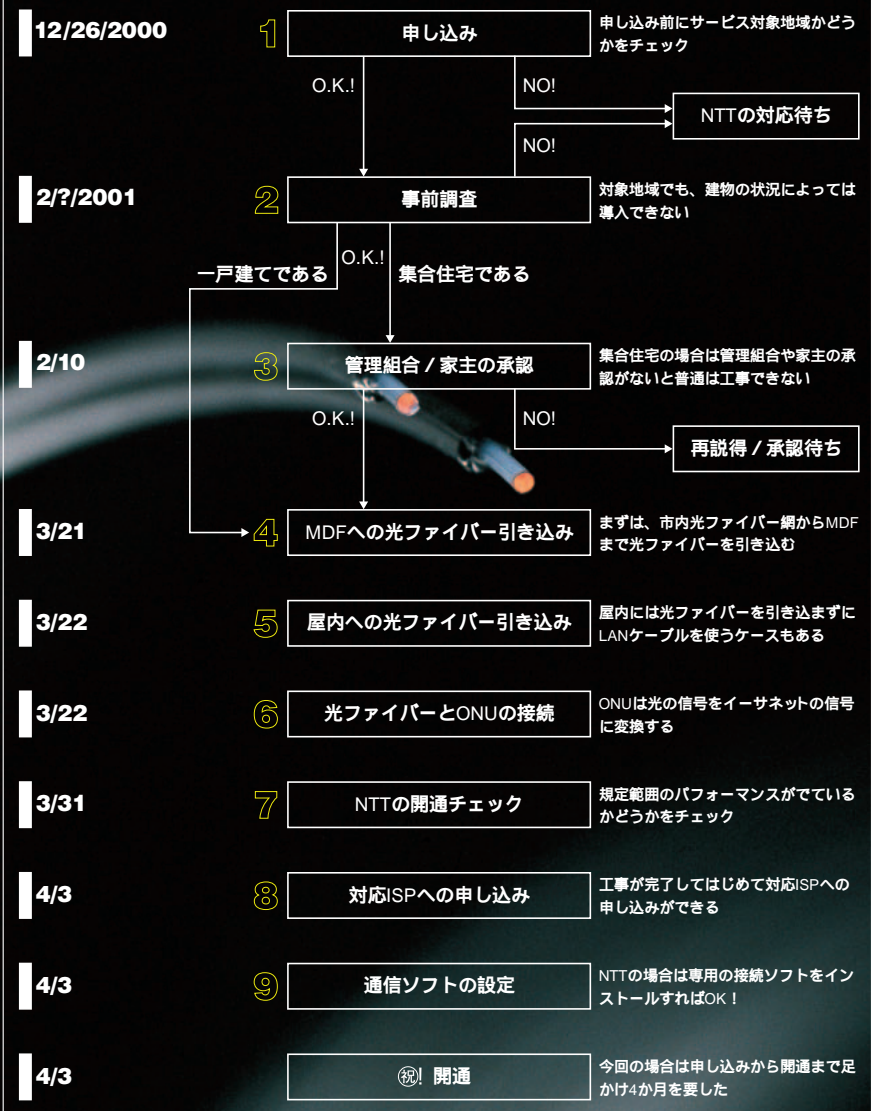 12/26/2000
1
申し込み
申し込み前にサービス対象地域かどう
かをチェック
O.K.!
NO!
NTTの対応待ち
NO!
2/?/2001
2
事前調査
対象地域でも、建物の状況によっては
導入できない
O.K.!
一戸建てである
集合住宅である
2/10
3
管理組合 / 家主の承認
集合住宅の場合は管理組合や家主の承
認がないと普通は工事できない
O.K.!
NO!
再説得 / 承認待ち
3/21
4
MDFへの光ファイバー引き込み
まずは、市内光ファイバー網からMDF
まで光ファイバーを引き込む
3/22
5
屋内への光ファイバー引き込み
屋内には光ファイバーを引き込まずに
LANケーブルを使うケースもある
3/22
6
光ファイバーとONUの接続
ONUは光の信号をイーサネットの信号
に変換する
3/31
7
NTTの開通チェック
規定範囲のパフォーマンスがでている
かどうかをチェック
4/3
8
対応ISPへの申し込み
工事が完了してはじめて対応ISPへの
申し込みができる
4/3
9
通信ソフトの設定
NTTの場合は専用の接続ソフトをイン
ストールすればOK!
4/3
㊗! 開通
今回の場合は申し込みから開通まで足
かけ4か月を要した